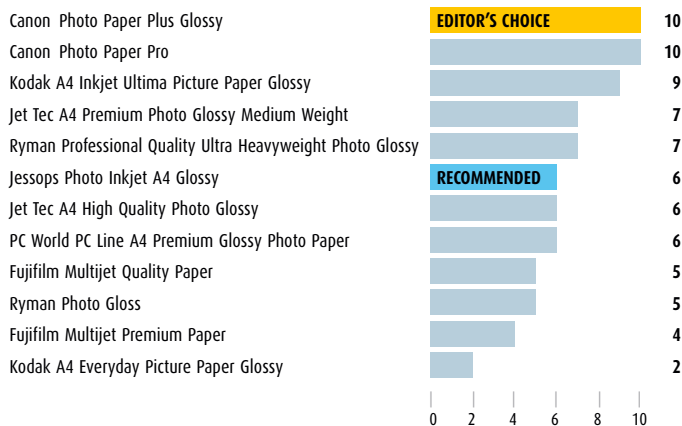 Canon Photo Paper Plus Glossy EDITOR'S CHOICE 10
Canon Photo Paper Pro 10
Kodak A4 Inkjet Ultima Picture Paper Glossy 9
Jet Tec A4 Premium Photo Glossy Medium Weight 7
Ryman Professional Quality Ultra Heavyweight Photo Glossy 7
Jessops Photo Inkjet A4 Glossy RECOMMENDED 6
Jet Tec A4 High Quality Photo Glossy 6
PC World PC Line A4 Premium Glossy Photo Paper 6
Fujifilm Multijet Quality Paper 5
Ryman Photo Gloss 5
Fujifilm Multijet Premium Paper 4
Kodak A4 Everyday Picture Paper Glossy 2
0 2 4 6 8 10